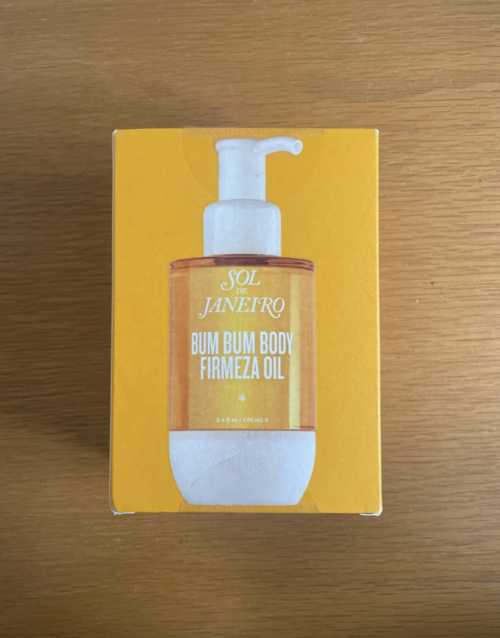 SOL
DE
JANEIRO
BUM BUM BODY
FIRMEZA OIL